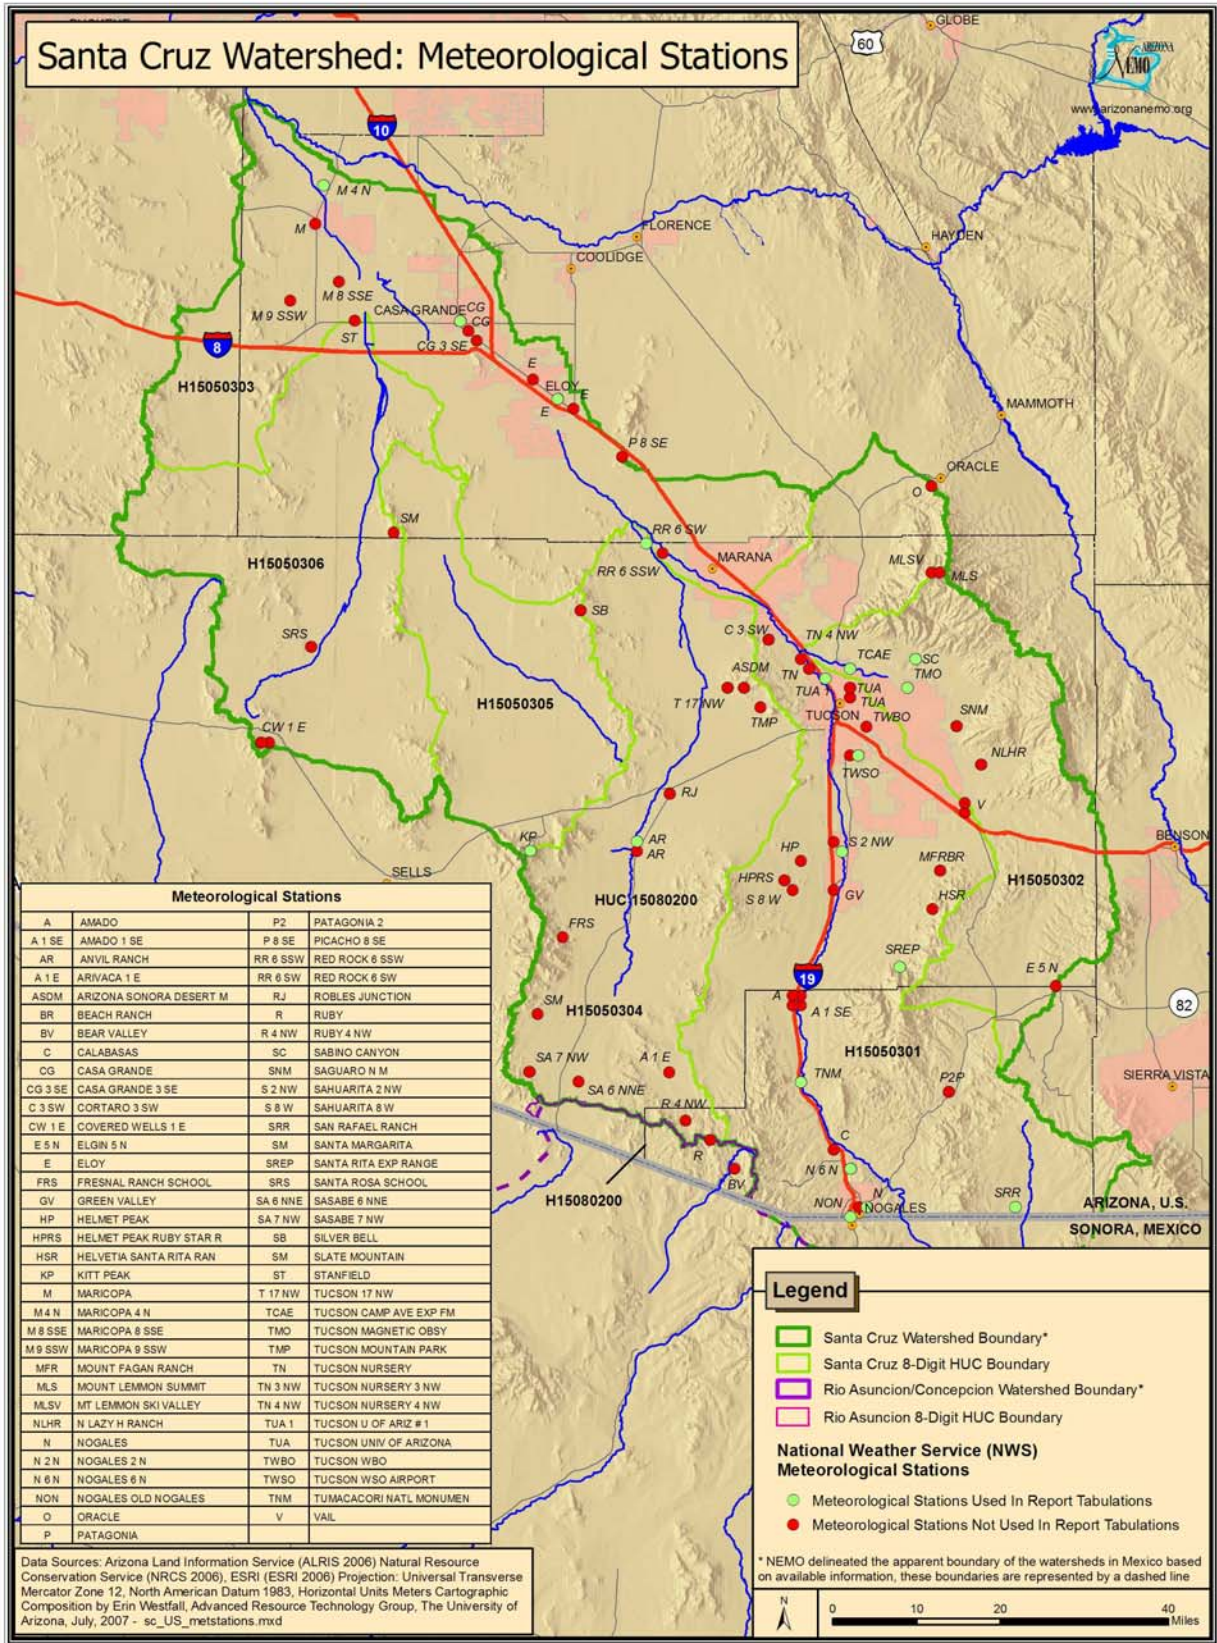 Santa Cruz Watershed: Meteorological Stations
GLOBE
60
ARIZONA
NEMO
www.arizonanemo.org
10
M 4 N
M
FLORENCE
HAYDEN
COOLIDGE
M 8 SSE
M 9 SSW
CASA GRANDE
CG
CG
ST
CG 3 SE
8
H15050303
E
ELOY
E
E
MAMMOTH
P 8 SE
ORACLE
O
SM
RR 6 SW
MARANA
H15050306
RR 6 SSW
MLSV
MLS
SB
SRS
C 3 SW
TN 4 NW
TCAE
SC
ASDM
TN
TMO
TUA 1
TUA
TUA
H15050305
T 17 NW
TMP
TUCSON
TWBO
SNM
CW 1 E
NLHR
TWSO
RJ
V
KP
AR
AR
S 2 NW
BENSON
HP
MFRBR
SELLS
HPRS
H15050302
HUC 15080200
S 8 W
GV
HSR
FRS
SREP
E 5 N
19
SM
A
H15050304
A 1 SE
82
H15050301
SA 7 NW
A 1 E
SIERRA VISTA
SA 6 NNE
TNM
P2P
R 4 NW
C
R
N 6 N
BV
H15080200
NON
N
NOGALES
SRR
ARIZONA, U.S.
SONORA, MEXICO
Meteorological Stations
A AMADO P2 PATAGONIA 2
A 1 SE AMADO 1 SE P 8 SE PICACHO 8 SE
AR ANVIL RANCH RR 6 SSW RED ROCK 6 SSW
A 1 E ARIVACA 1 E RR 6 SW RED ROCK 6 SW
ASDM ARIZONA SONORA DESERT M RJ ROBLES JUNCTION
BR BEACH RANCH R RUBY
BV BEAR VALLEY R 4 NW RUBY 4 NW
C CALABASAS SC SABINO CANYON
CG CASA GRANDE SNM SAGUARO N M
CG 3 SE CASA GRANDE 3 SE S 2 NW SAHUARITA 2 NW
C 3 SW CORTARO 3 SW S 8 W SAHUARITA 8 W
CW 1 E COVERED WELLS 1 E SRR SAN RAFAEL RANCH
E 5 N ELGIN 5 N SM SANTA MARGARITA
E ELOY SREP SANTA RITA EXP RANGE
FRS FRESNAL RANCH SCHOOL SRS SANTA ROSA SCHOOL
GV GREEN VALLEY SA 6 NNE SASABE 6 NNE
HP HELMET PEAK SA 7 NW SASABE 7 NW
HPRS HELMET PEAK RUBY STAR R SB SILVER BELL
HSR HELVETIA SANTA RITA RAN SM SLATE MOUNTAIN
KP KITT PEAK ST STANFIELD
M MARICOPA T 17 NW TUCSON 17 NW
M 4 N MARICOPA 4 N TCAE TUCSON CAMP AVE EXP FM
M 8 SSE MARICOPA 8 SSE TMO TUCSON MAGNETIC OBSY
M 9 SSW MARICOPA 9 SSW TMP TUCSON MOUNTAIN PARK
MFR MOUNT FAGAN RANCH TN TUCSON NURSERY
MLS MOUNT LEMMON SUMMIT TN 3 NW TUCSON NURSERY 3 NW
MLSV MT LEMMON SKI VALLEY TN 4 NW TUCSON NURSERY 4 NW
NLHR N LAZY H RANCH TUA 1 TUCSON U OF ARIZ # 1
N NOGALES TUA TUCSON UNIV OF ARIZONA
N 2 N NOGALES 2 N TWBO TUCSON WBO
N 6 N NOGALES 6 N TWSO TUCSON WSO AIRPORT
NON NOGALES OLD NOGALES TNM TUMACACORI NATL MONUMEN
O ORACLE V VAIL
P PATAGONIA
Data Sources: Arizona Land Information Service (ALRIS 2006) Natural Resource
Conservation Service (NRCS 2006), ESRI (ESRI 2006) Projection: Universal Transverse
Mercator Zone 12, North American Datum 1983, Horizontal Units Meters Cartographic
Composition by Erin Westfall, Advanced Resource Technology Group, The University of
Arizona, July, 2007 - sc_US_metstations.mxd
Legend
Santa Cruz Watershed Boundary*
Santa Cruz 8-Digit HUC Boundary
Rio Asuncion/Concepcion Watershed Boundary*
Rio Asuncion 8-Digit HUC Boundary
National Weather Service (NWS)
Meteorological Stations
Meteorological Stations Used In Report Tabulations
Meteorological Stations Not Used In Report Tabulations
* NEMO delineated the apparent boundary of the watersheds in Mexico based
on available information, these boundaries are represented by a dashed line
N
0 10 20 40
Miles